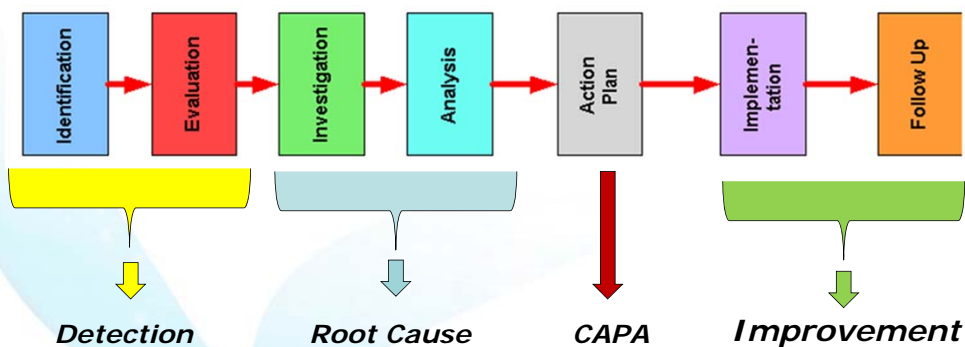 Identification
Evaluation
Investigation
Analysis
Action
Plan
Implemen-
tation
Follow Up
Detection
Root Cause
CAPA
Improvement